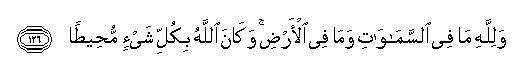 وَلِلَّهِ مَا فِى ٱلسَّمَـٰوَٰتِ وَمَا فِى ٱلْأَرْضِ ۚ وَكَانَ ٱللَّهُ بِكُلِّ شَىْءٍ مُّحِيطًا ١٢٦